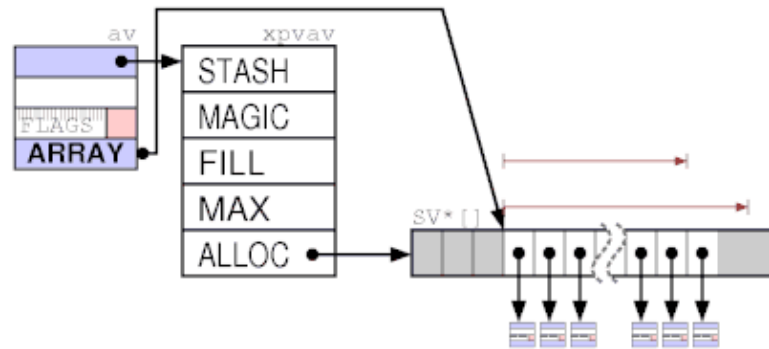 av
xpvav
STASH
MAGIC
FLAGS
ARRAY
FILL
MAX
SV*[]
ALLOC